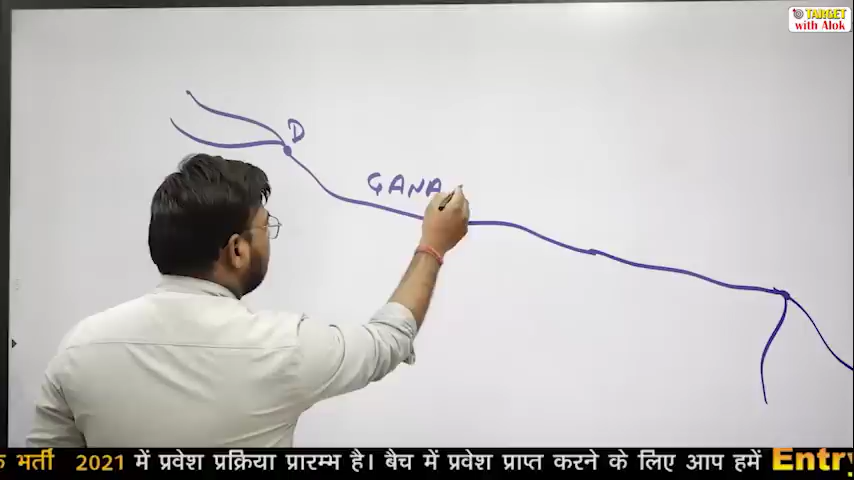 TARGET
with Alok
D
GANA
भर्ती 2021 में प्रवेश प्रक्रिया प्रारम्भ है। बैच में प्रवेश प्राप्त करने के लिए आप हमें Entry